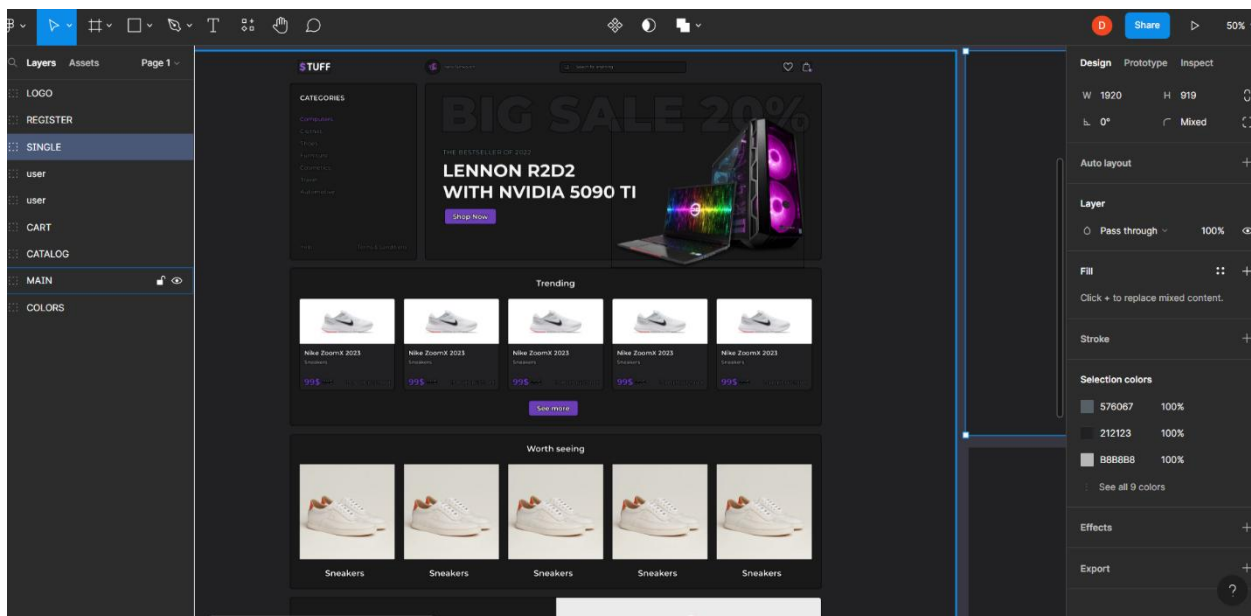 Share
50%
Layers Assets Page 1
LOGO
REGISTER
SINGLE
user
user
CART
CATALOG
MAIN
COLORS
$TUFF
CATEGORIES
Computers
BIG SALE 20%
THE BESTSELLER OF 2022
LENNON R2D2
WITH NVIDIA 5090 TI
Shop Now
Trending
Nike ZoomX 2023 Nike ZoomX 2023 Nike ZoomX 2023 Nike ZoomX 2023 Nike ZoomX 2023
Sneakers Sneakers Sneakers Sneakers Sneakers
99$ 99$ 99$ 99$ 99$
See more
Worth seeing
Sneakers Sneakers Sneakers Sneakers Sneakers
D
Design Prototype Inspect
W 1920 H 919
0° Mixed
Auto layout
Layer
Pass through 100%
Fill
Click + to replace mixed content.
Stroke
Selection colors
576067 100%
212123 100%
B8B8B8 100%
See all 9 colors
Effects
Export
?